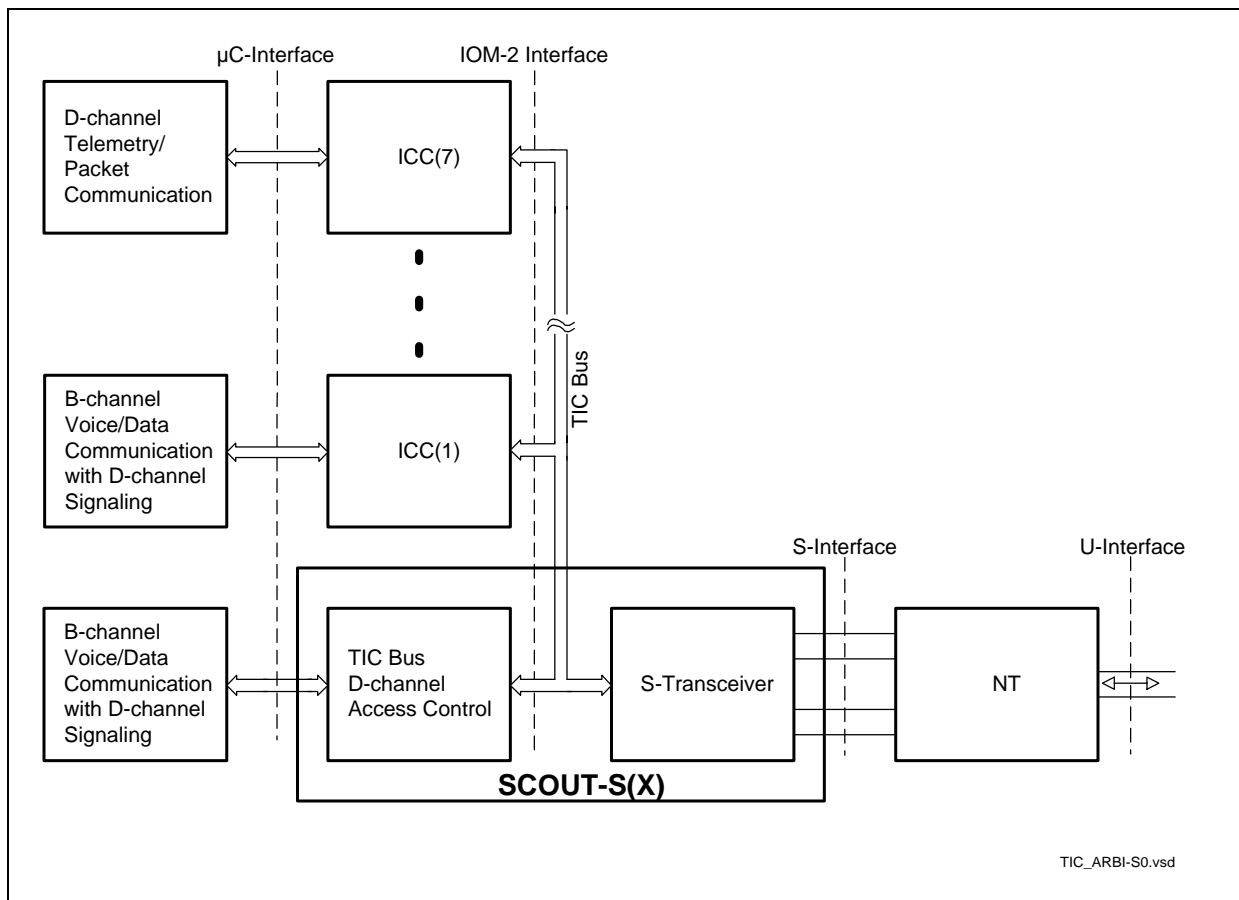 µC-Interface
IOM-2 Interface
D-channel
Telemetry/
Packet
Communication
ICC(7)
TIC Bus
B-channel
Voice/Data
Communication
with D-channel
Signaling
ICC(1)
S-Interface
U-Interface
B-channel
Voice/Data
Communication
with D-channel
Signaling
TIC Bus
D-channel
Access Control
S-Transceiver
NT
SCOUT-S(X)
TIC_ARBI-S0.vsd